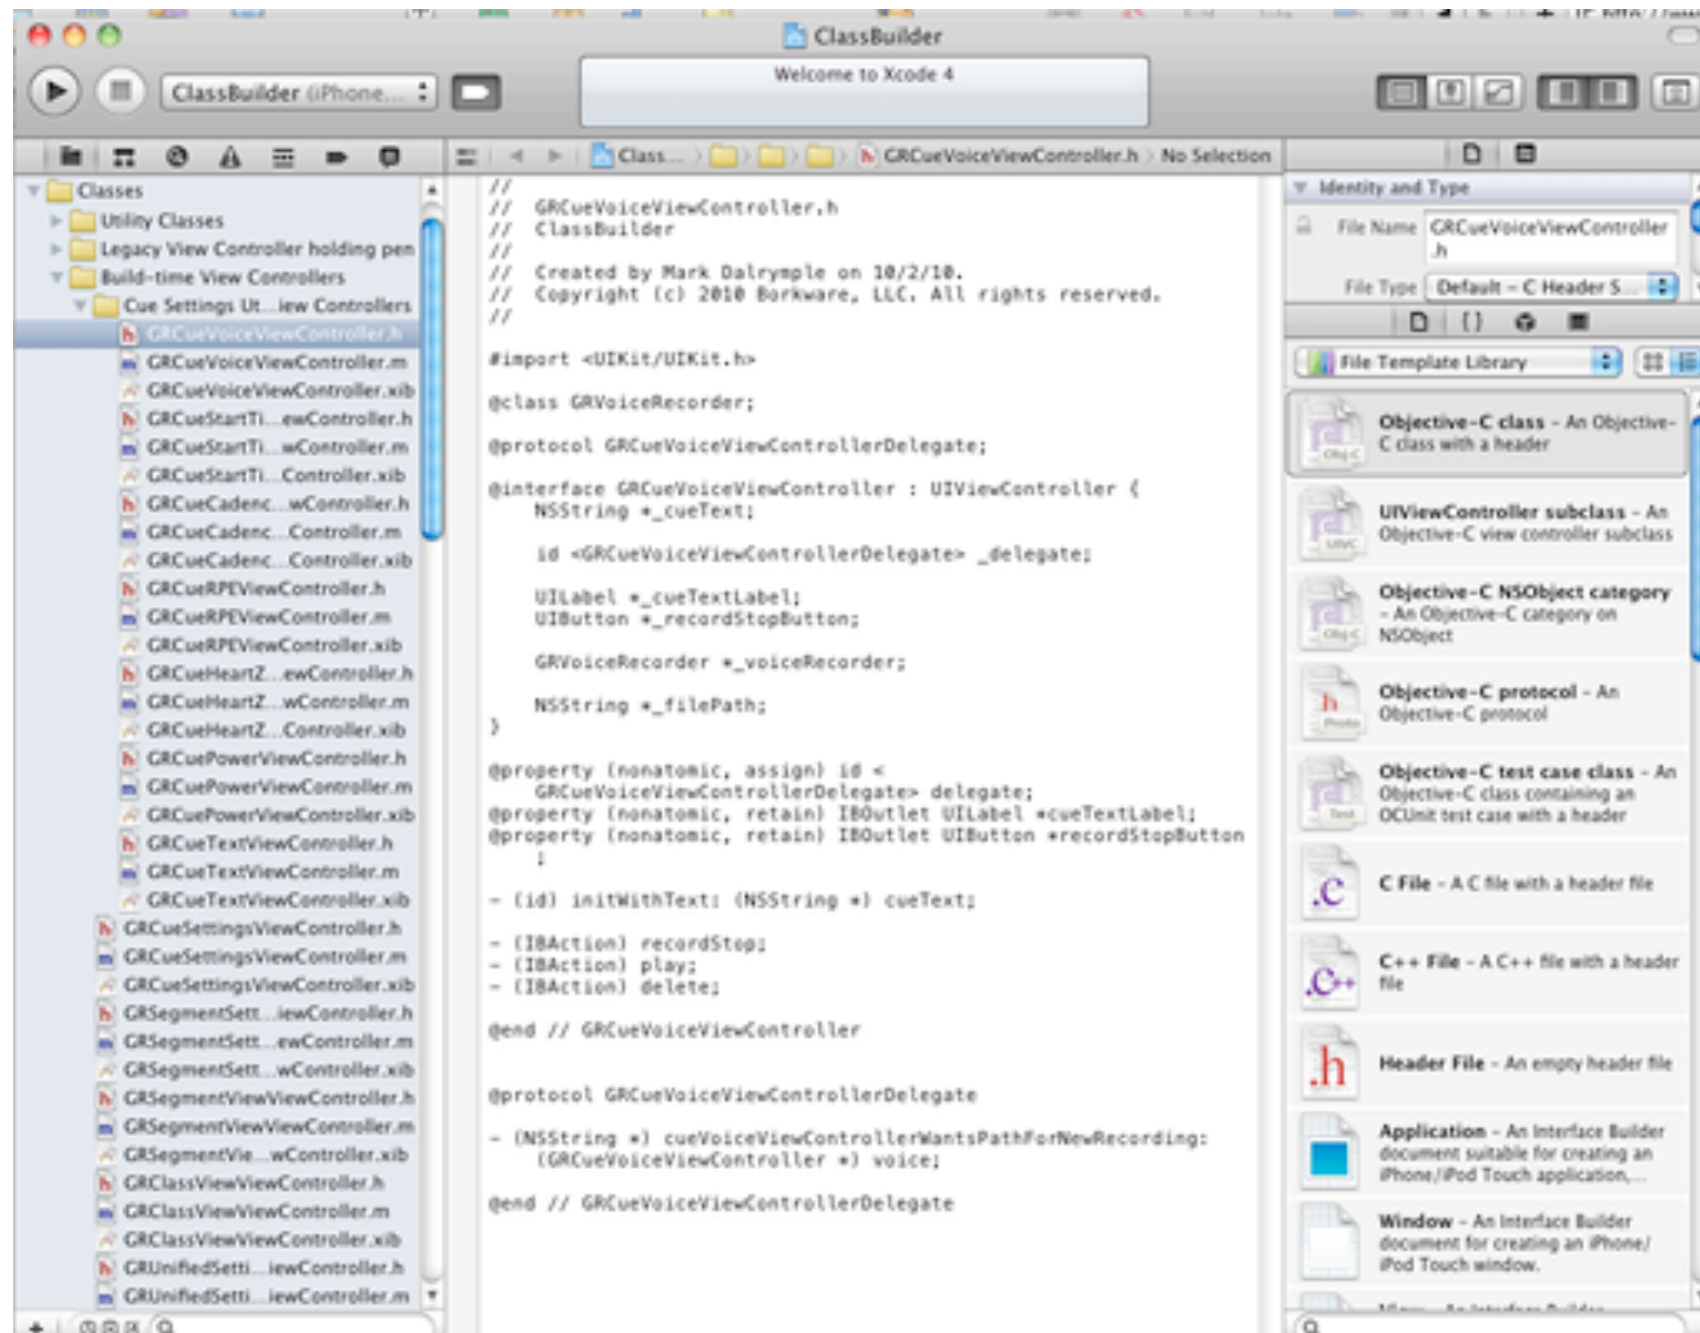 ClassBuilder
ClassBuilder (iPhone...
Welcome to Xcode 4
Class... GRCueVoiceViewController.h No Selection
Classes
Utility Classes
Legacy View Controller holding pen
Build-time View Controllers
Cue Settings Ut...iew Controllers
GRCueVoiceViewController.h
GRCueVoiceViewController.m
GRCueVoiceViewController.xib
GRCueStartTi...ewController.h
GRCueStartTi...wController.m
GRCueStartTi...Controller.xib
GRCueCadenc...wController.h
GRCueCadenc...Controller.m
GRCueCadenc...Controller.xib
GRCueRPEViewController.h
GRCueRPEViewController.m
GRCueRPEViewController.xib
GRCueHeartZ...ewController.h
GRCueHeartZ...wController.m
GRCueHeartZ...Controller.xib
GRCuePowerViewController.h
GRCuePowerViewController.m
GRCuePowerViewController.xib
GRCueTextViewController.h
GRCueTextViewController.m
GRCueTextViewController.xib
GRCueSettingsViewController.h
GRCueSettingsViewController.m
GRCueSettingsViewController.xib
GRSegmentSett...iewController.h
GRSegmentSett...ewController.m
GRSegmentSett...wController.xib
GRSegmentViewViewController.h
GRSegmentViewViewController.m
GRSegmentVie...wController.xib
GRClassViewViewController.h
GRClassViewViewController.m
GRClassViewViewController.xib
GRUnifiedSetti...iewController.h
GRUnifiedSetti...iewController.m
//
// GRCueVoiceViewController.h
// ClassBuilder
//
// Created by Mark Dalrymple on 10/2/10.
// Copyright (c) 2010 Borkware, LLC. All rights reserved.
//
#import <UIKit/UIKit.h>
@class GRVoiceRecorder;
@protocol GRCueVoiceViewControllerDelegate;
@interface GRCueVoiceViewController : UIViewController {
NSString *_cueText;
id <GRCueVoiceViewControllerDelegate> _delegate;
UILabel *_cueTextLabel;
UIButton *_recordStopButton;
GRVoiceRecorder *_voiceRecorder;
NSString *_filePath;
}
@property (nonatomic, assign) id <
GRCueVoiceViewControllerDelegate> delegate;
@property (nonatomic, retain) IBOutlet UILabel *cueTextLabel;
@property (nonatomic, retain) IBOutlet UIButton *recordStopButton
;
- (id) initWithText: (NSString *) cueText;
- (IBAction) recordStop;
- (IBAction) play;
- (IBAction) delete;
@end // GRCueVoiceViewController
@protocol GRCueVoiceViewControllerDelegate
- (NSString *) cueVoiceViewControllerWantsPathForNewRecording:
(GRCueVoiceViewController *) voice;
@end // GRCueVoiceViewControllerDelegate
Identity and Type
File Name GRCueVoiceViewController
.h
File Type Default - C Header S...
File Template Library
Objective-C class - An Objective-
C class with a header
UIViewController subclass - An
Objective-C view controller subclass
Objective-C NSObject category
- An Objective-C category on
NSObject
Objective-C protocol - An
Objective-C protocol
Objective-C test case class - An
Objective-C class containing an
OCUnit test case with a header
.C
C File - A C file with a header file
.C++
C++ File - A C++ file with a header
file
.h
Header File - An empty header file
Application - An Interface Builder
document suitable for creating an
iPhone/iPod Touch application,...
Window - An Interface Builder
document for creating an iPhone/
iPod Touch window.